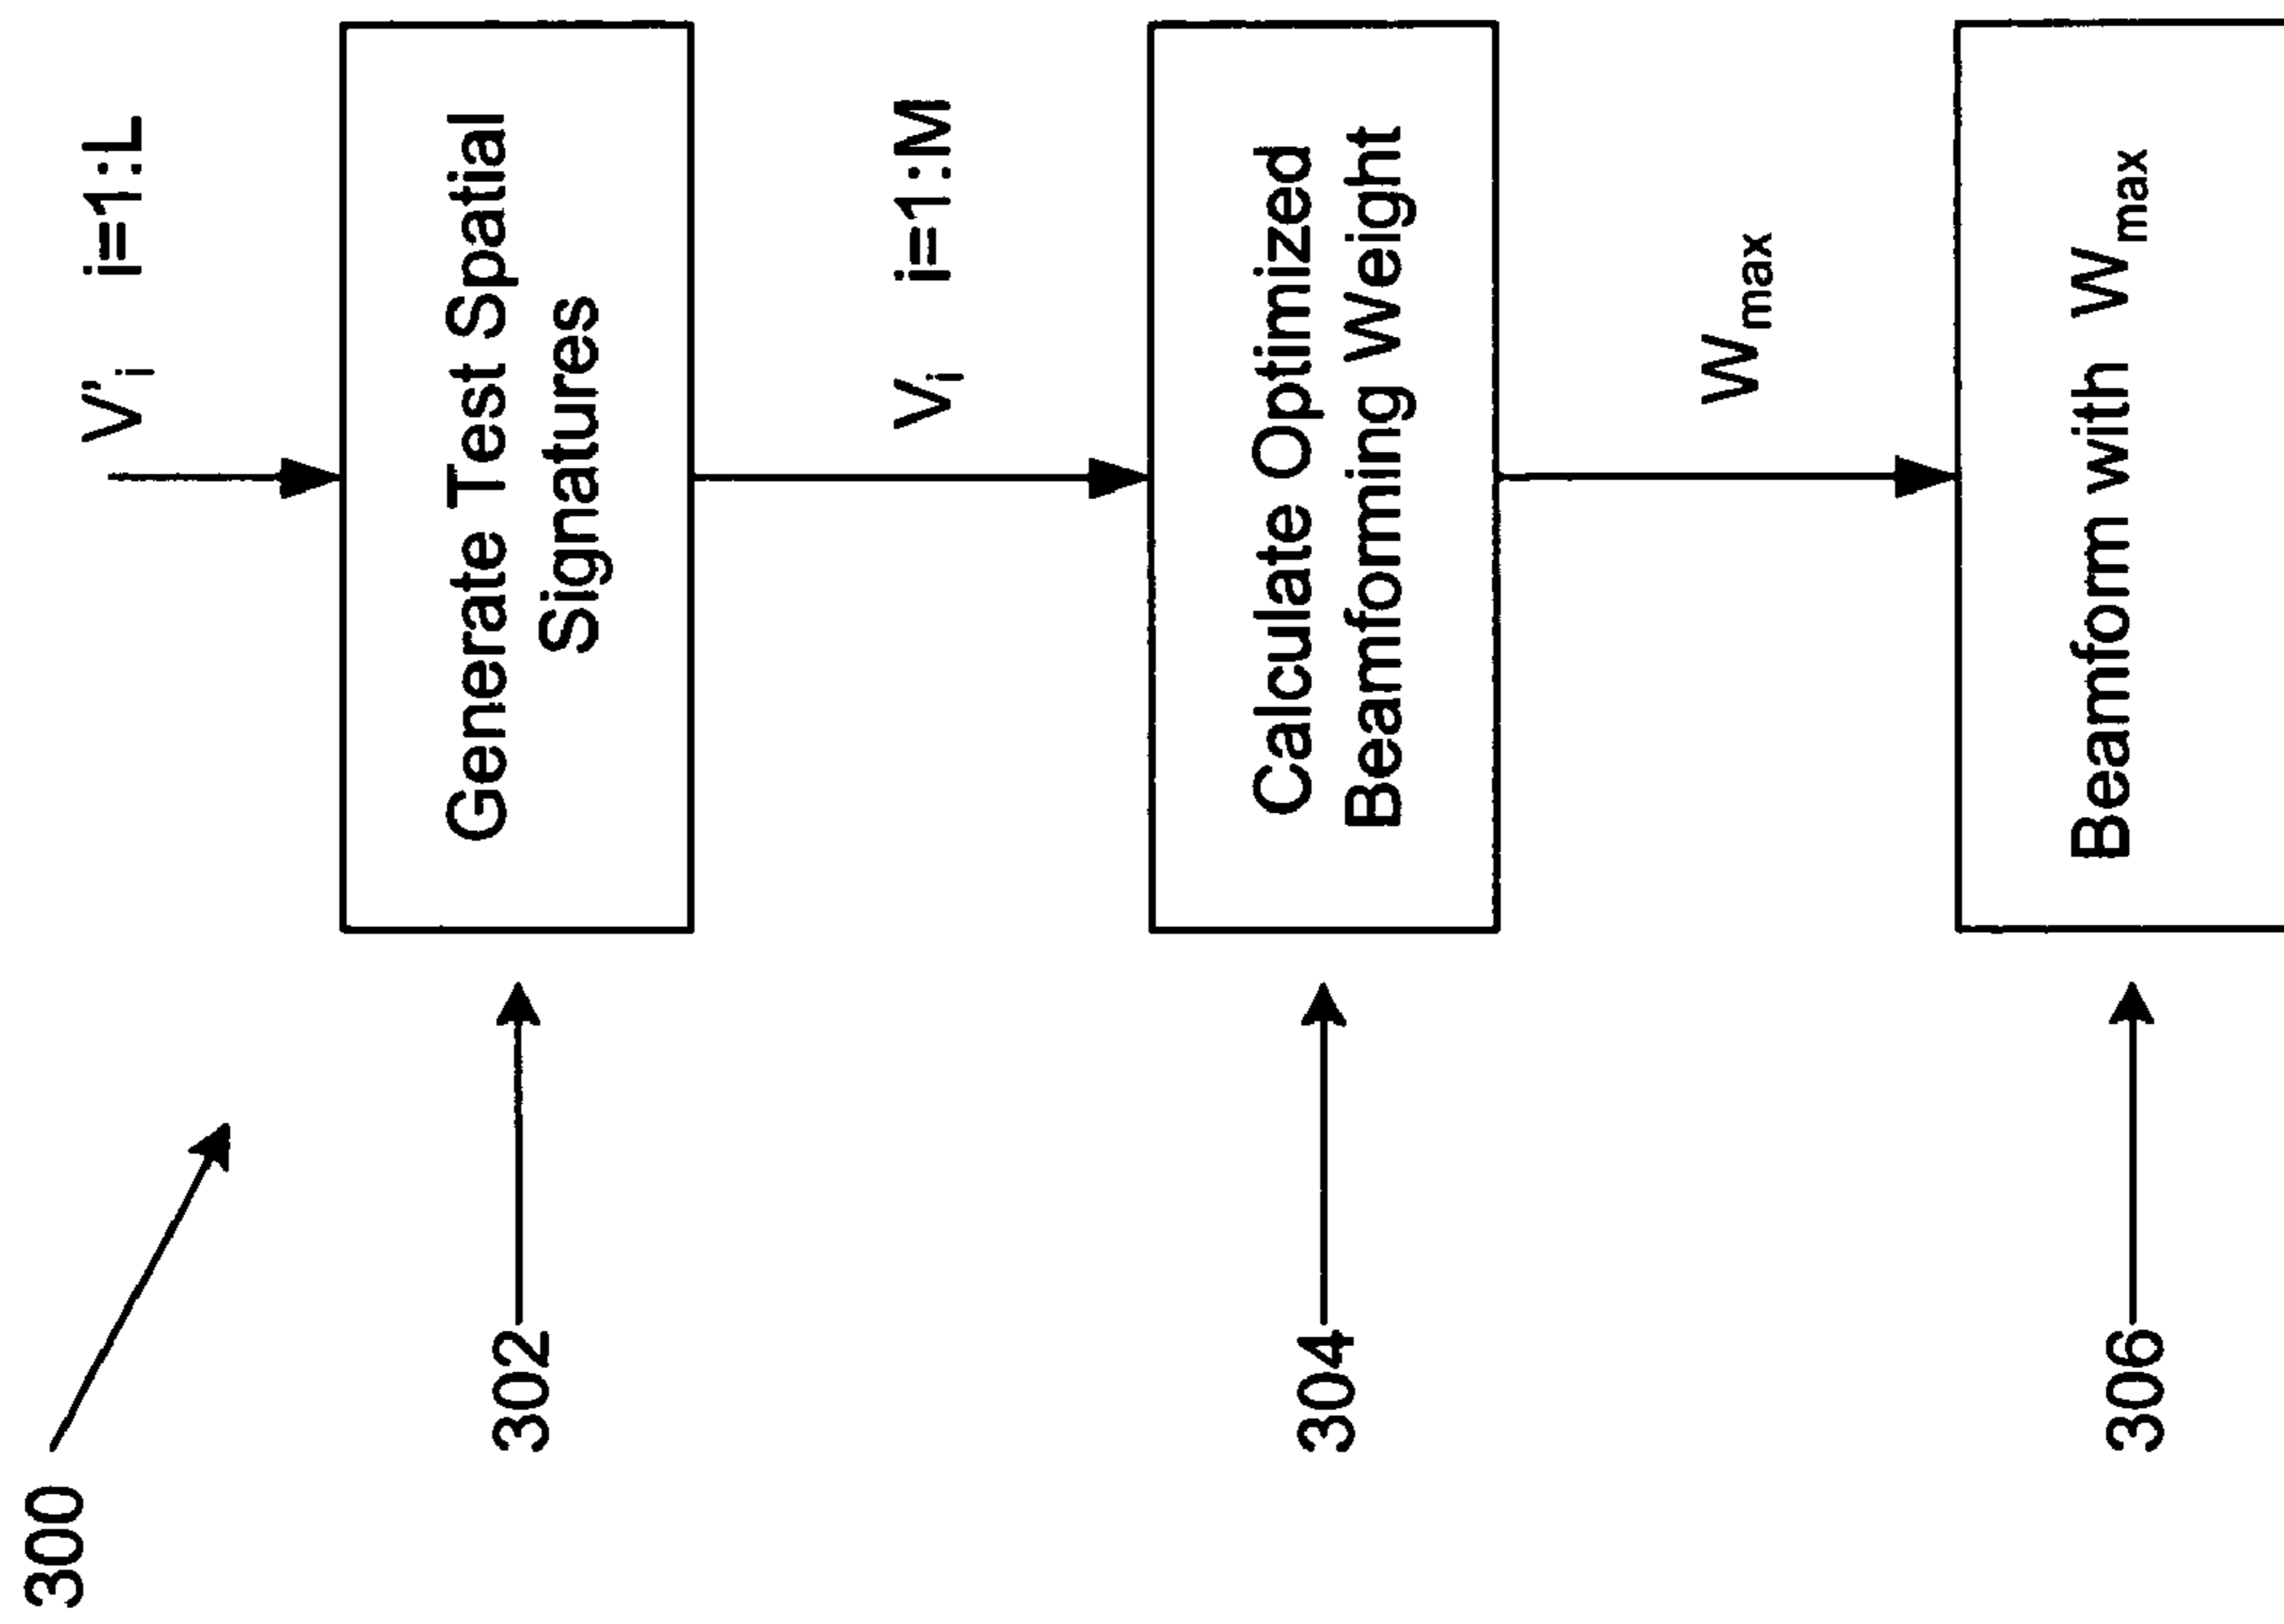 300
V'i i=1:L
302
Generate Test Spatial
Signatures
Vi i=1:M
304
Calculate Optimized
Beamforming Weight
Wmax
306
Beamform with Wmax